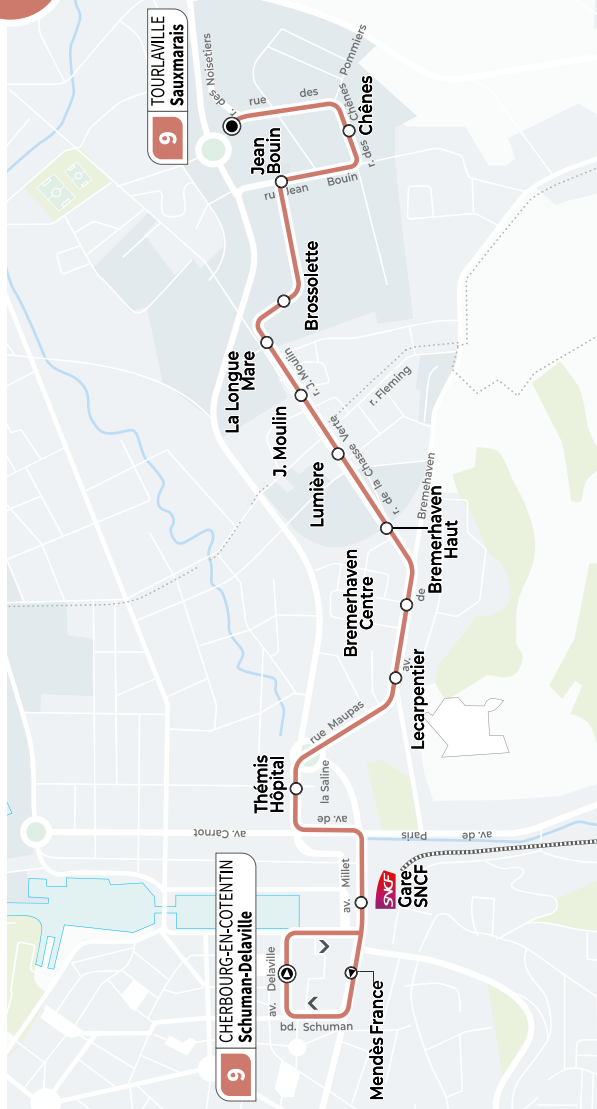 9
TOURLAVILLE
Sauxmarais
r. des Noisetiers
rue des
Chênes Pommiers
Chênes
r. des
Jean
Bouin
ru Jean Bouin
Brossolette
La Longue
Mare
r. J. Moulin
J. Moulin
r. Fleming
Lumière
r. de la Chasse Verte
Bremerhaven
Haut
Bremerhaven
Centre
av. de Bremerhaven
Lecarpentier
rue Maupas
Thémis
Hôpital
la Saline
av. de
av. Carnot
av. de Paris
av. Millet
SNCF
Gare
SNCF
9
CHERBOURG-EN-COTENTIN
Schuman-Delaville
av. Delaville
bd. Schuman
Mendès France